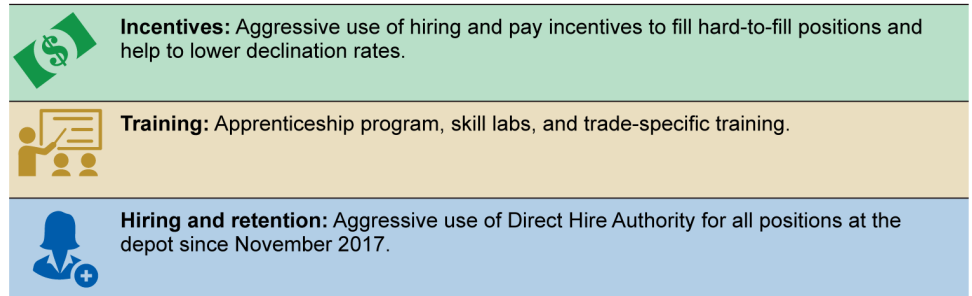 Incentives: Aggressive use of hiring and pay incentives to fill hard-to-fill positions and
help to lower declination rates.
Training: Apprenticeship program, skill labs, and trade-specific training.
Hiring and retention: Aggressive use of Direct Hire Authority for all positions at the
depot since November 2017.